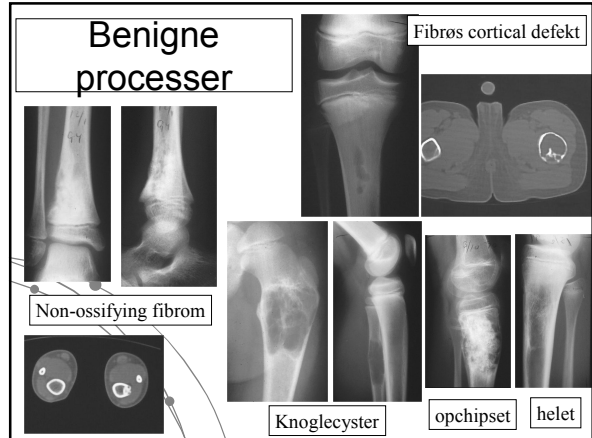 Benigne
processer
Fibrøs cortical defekt
Non-ossifying fibrom
Knoglecyster
opchipset
helet